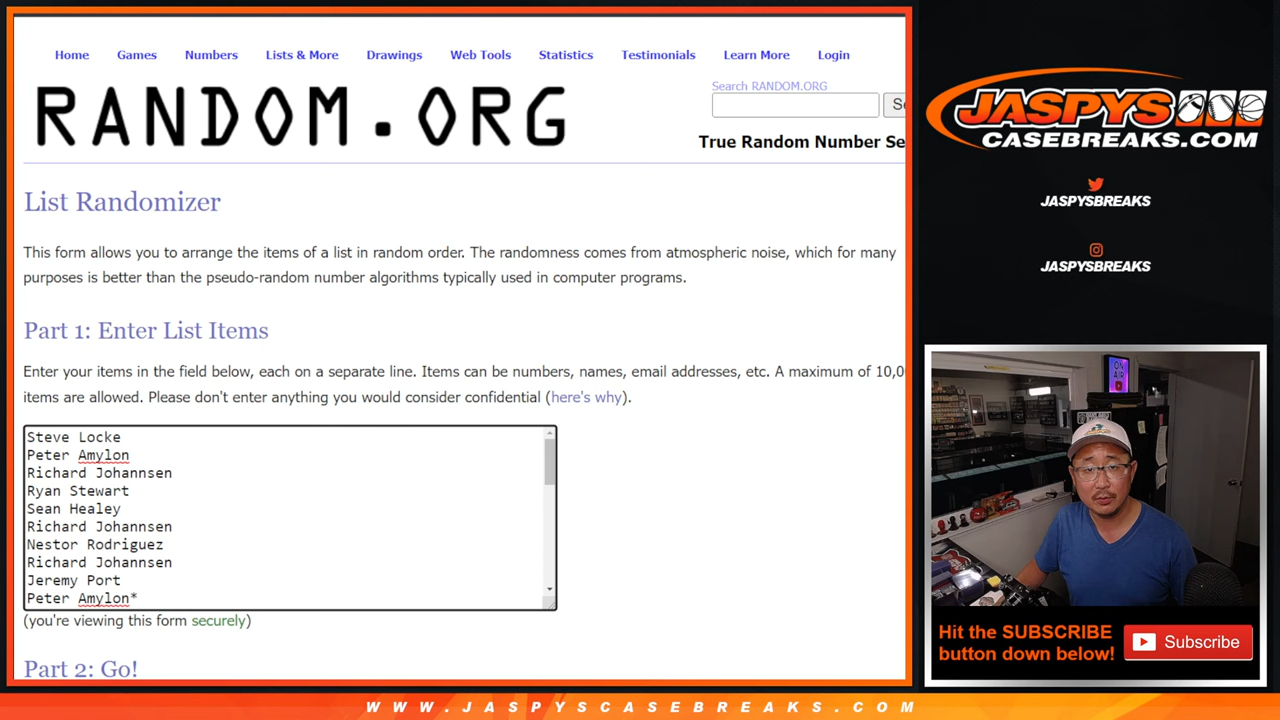 Home Games Numbers Lists & More Drawings Web Tools Statistics Testimonials Learn More Login
RANDOM.ORG
Search RANDOM.ORG
True Random Number Se
List Randomizer
This form allows you to arrange the items of a list in random order. The randomness comes from atmospheric noise, which for many
purposes is better than the pseudo-random number algorithms typically used in computer programs.
Part 1: Enter List Items
Enter your items in the field below, each on a separate line. Items can be numbers, names, email addresses, etc. A maximum of 10,0
items are allowed. Please don't enter anything you would consider confidential (here's why).
Steve Locke
Peter Amylon
Richard Johannsen
Ryan Stewart
Sean Healey
Richard Johannsen
Nestor Rodriguez
Richard Johannsen
Jeremy Port
Peter Amylon*
(you're viewing this form securely)
Part 2: Go!
JASPYS
CASEBREAKS.COM
JASPYSBREAKS
JASPYSBREAKS
ON
AIR
Hit the SUBSCRIBE
button down below!
Subscribe
WWW.JASPYSCASEBREAKS.COM